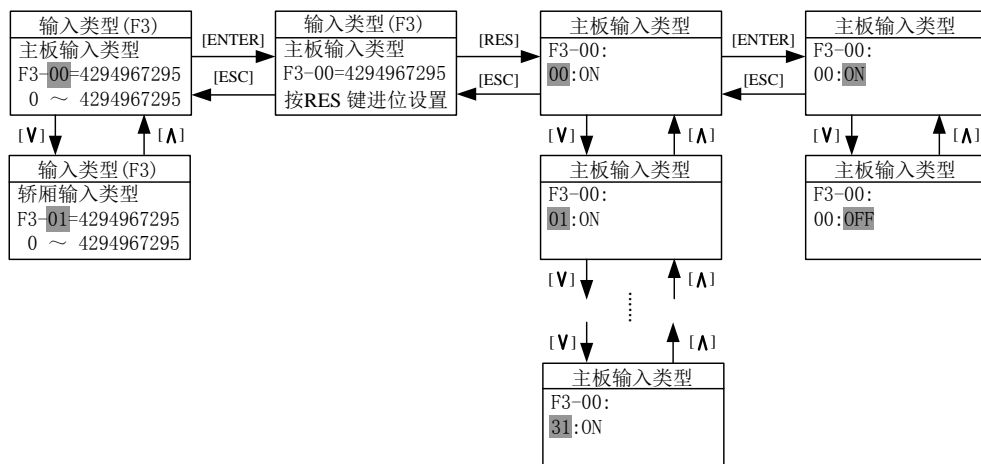 输入类型(F3)
主板输入类型
F3-00=4294967295
0 ～ 4294967295
[ENTER]
[ESC]
输入类型(F3)
主板输入类型
F3-00=4294967295
按RES 键进位设置
[RES]
[ESC]
主板输入类型
F3-00:
00:ON
[ENTER]
[ESC]
主板输入类型
F3-00:
00:ON
[∨]
[∧]
[∨]
[∧]
[∨]
[∧]
输入类型(F3)
轿厢输入类型
F3-01=4294967295
0 ～ 4294967295
主板输入类型
F3-00:
01:ON
主板输入类型
F3-00:
00:OFF
[∨]
[∧]
……
[∨]
[∧]
主板输入类型
F3-00:
31:ON